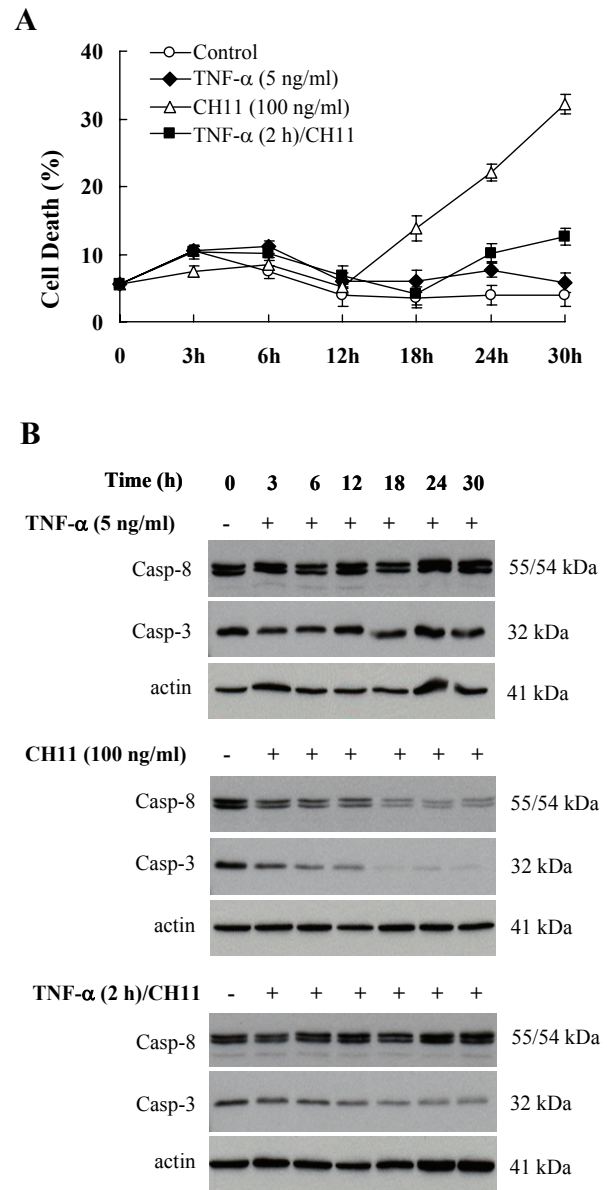 A
40
30
20
10
0
Cell Death (%)
Control
TNF-α (5 ng/ml)
CH11 (100 ng/ml)
TNF-α (2 h)/CH11
0 3h 6h 12h 18h 24h 30h
B
Time (h) 0 3 6 12 18 24 30
TNF-α (5 ng/ml) - + + + + + +
Casp-8 55/54 kDa
Casp-3 32 kDa
actin 41 kDa
CH11 (100 ng/ml) - + + + + + +
Casp-8 55/54 kDa
Casp-3 32 kDa
actin 41 kDa
TNF-α (2 h)/CH11 - + + + + + +
Casp-8 55/54 kDa
Casp-3 32 kDa
actin 41 kDa